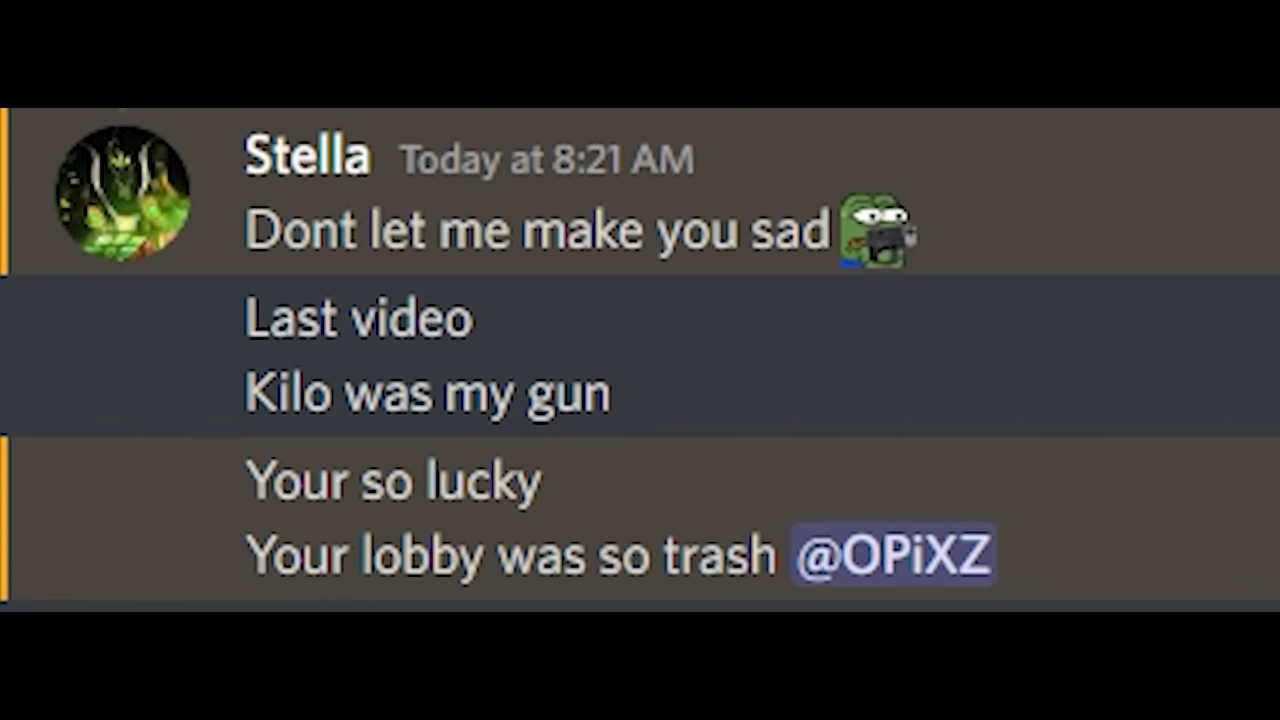 Stella Today at 8:21 AM
Dont let me make you sad
Last video
Kilo was my gun
Your so lucky
Your lobby was so trash @OPiXZ